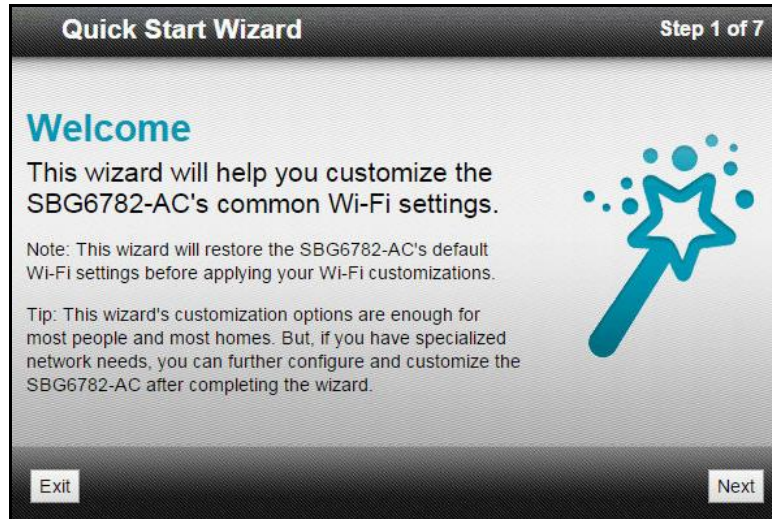 Quick Start Wizard
Step 1 of 7
Welcome
This wizard will help you customize the
SBG6782-AC's common Wi-Fi settings.
Note: This wizard will restore the SBG6782-AC's default
Wi-Fi settings before applying your Wi-Fi customizations.
Tip: This wizard's customization options are enough for
most people and most homes. But, if you have specialized
network needs, you can further configure and customize the
SBG6782-AC after completing the wizard.
Exit
Next